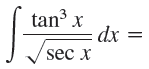 ∫ tan³ x / √sec x dx =